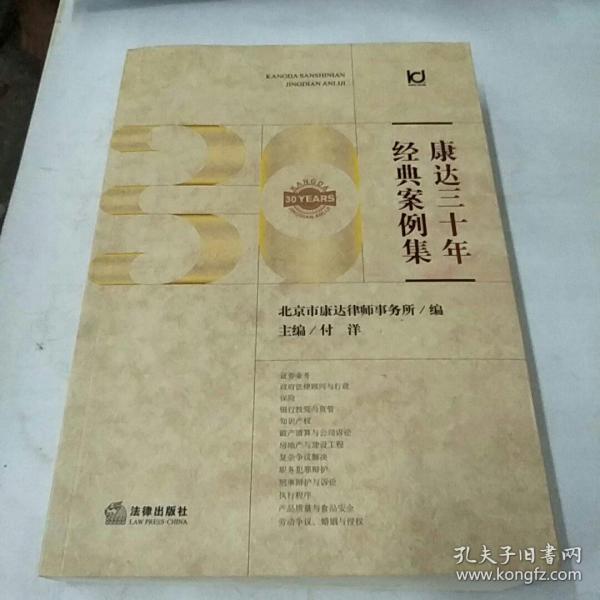 KANGDA SANSHINIAN
JINGDIAN ANLIJI
康达三十年
经典案例集
KANGDA
30 YEARS
JINGDIAN ANLIJI
北京市康达律师事务所/编
主编/付 洋
证券业务
政府法律顾问与行政
保险
银行投资与监管
知识产权
破产清算与公司诉讼
房地产与建设工程
复杂争议解决
职务犯罪辩护
刑事辩护与诉讼
执行程序
产品质量与食品安全
劳动争议、婚姻与侵权
法律出版社
LAW PRESS·CHINA
孔夫子旧书网
www.kongfz.com